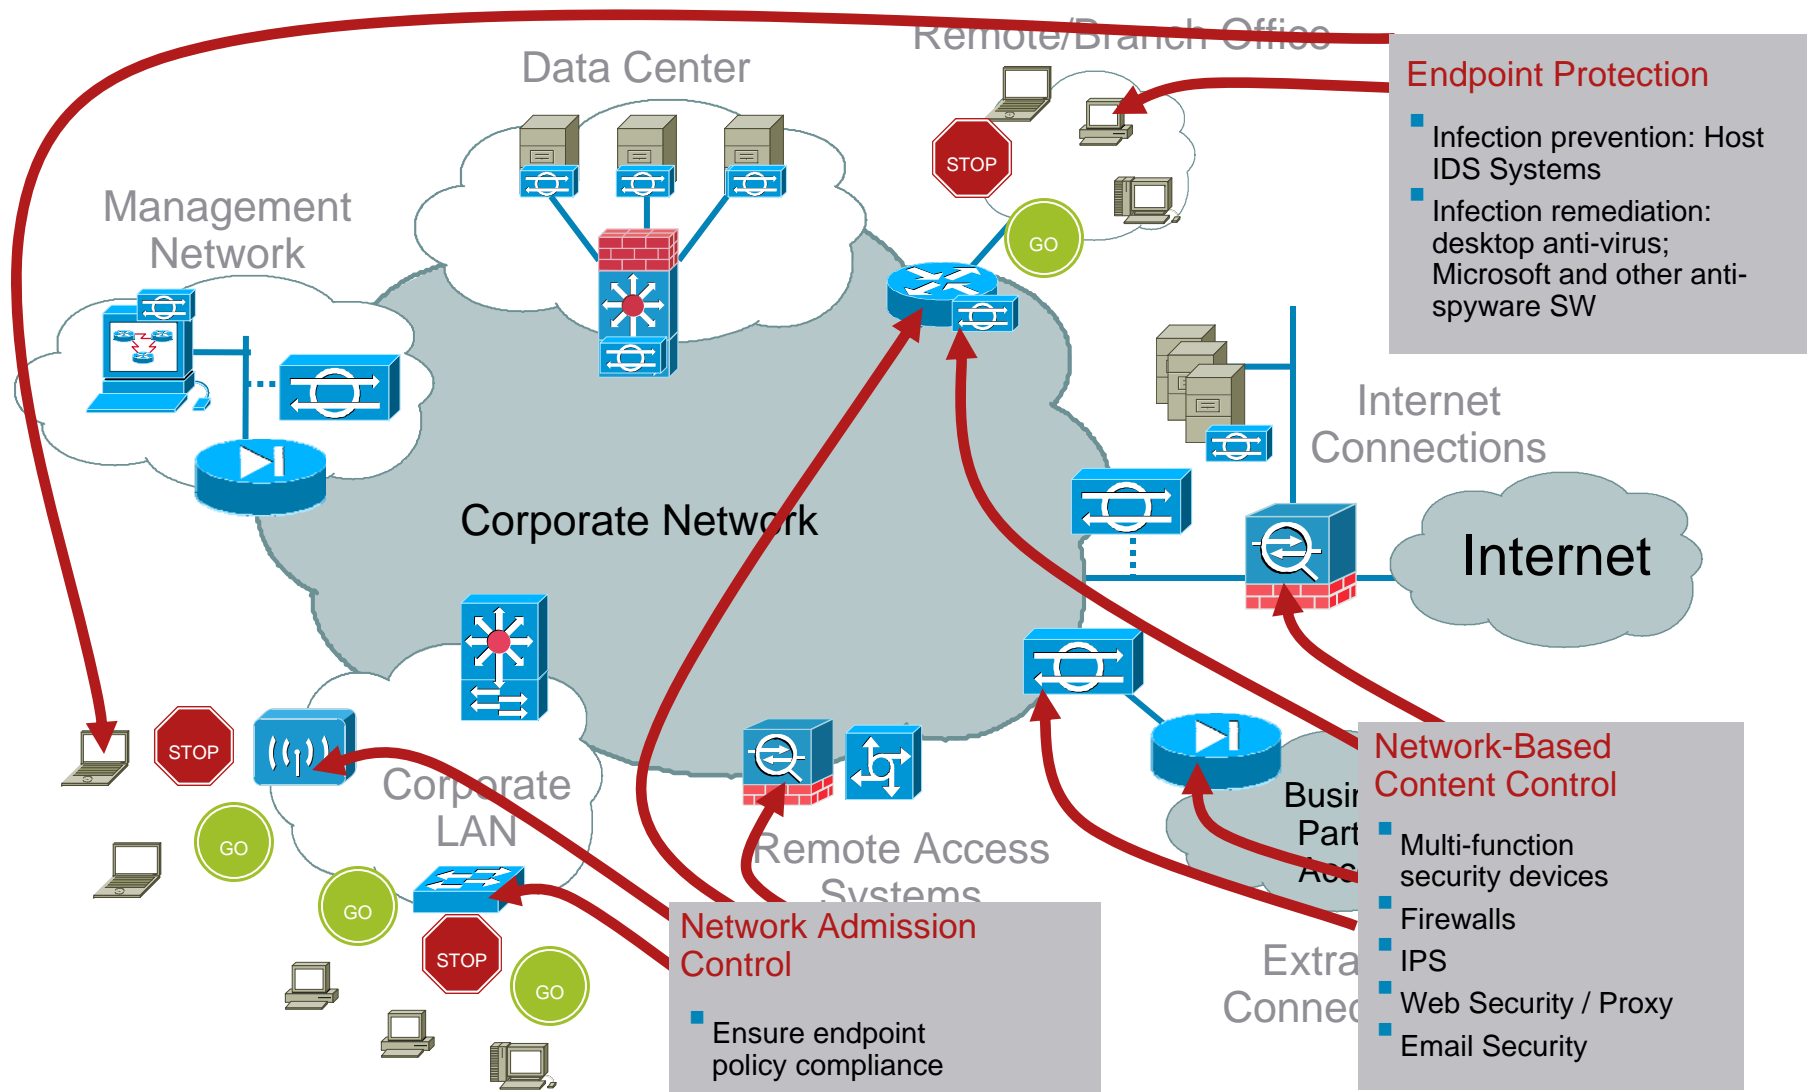 Remote/Branch Office
Data Center
Endpoint Protection
Infection prevention: Host
IDS Systems
Infection remediation:
desktop anti-virus;
Microsoft and other anti-
spyware SW
STOP
GO
Management
Network
Internet
Connections
Corporate Network
Internet
STOP
GO
GO
STOP
GO
Corporate
LAN
Remote Access
Systems
Network Admission
Control
Ensure endpoint
policy compliance
Network-Based
Content Control
Multi-function
security devices
Firewalls
IPS
Web Security / Proxy
Email Security